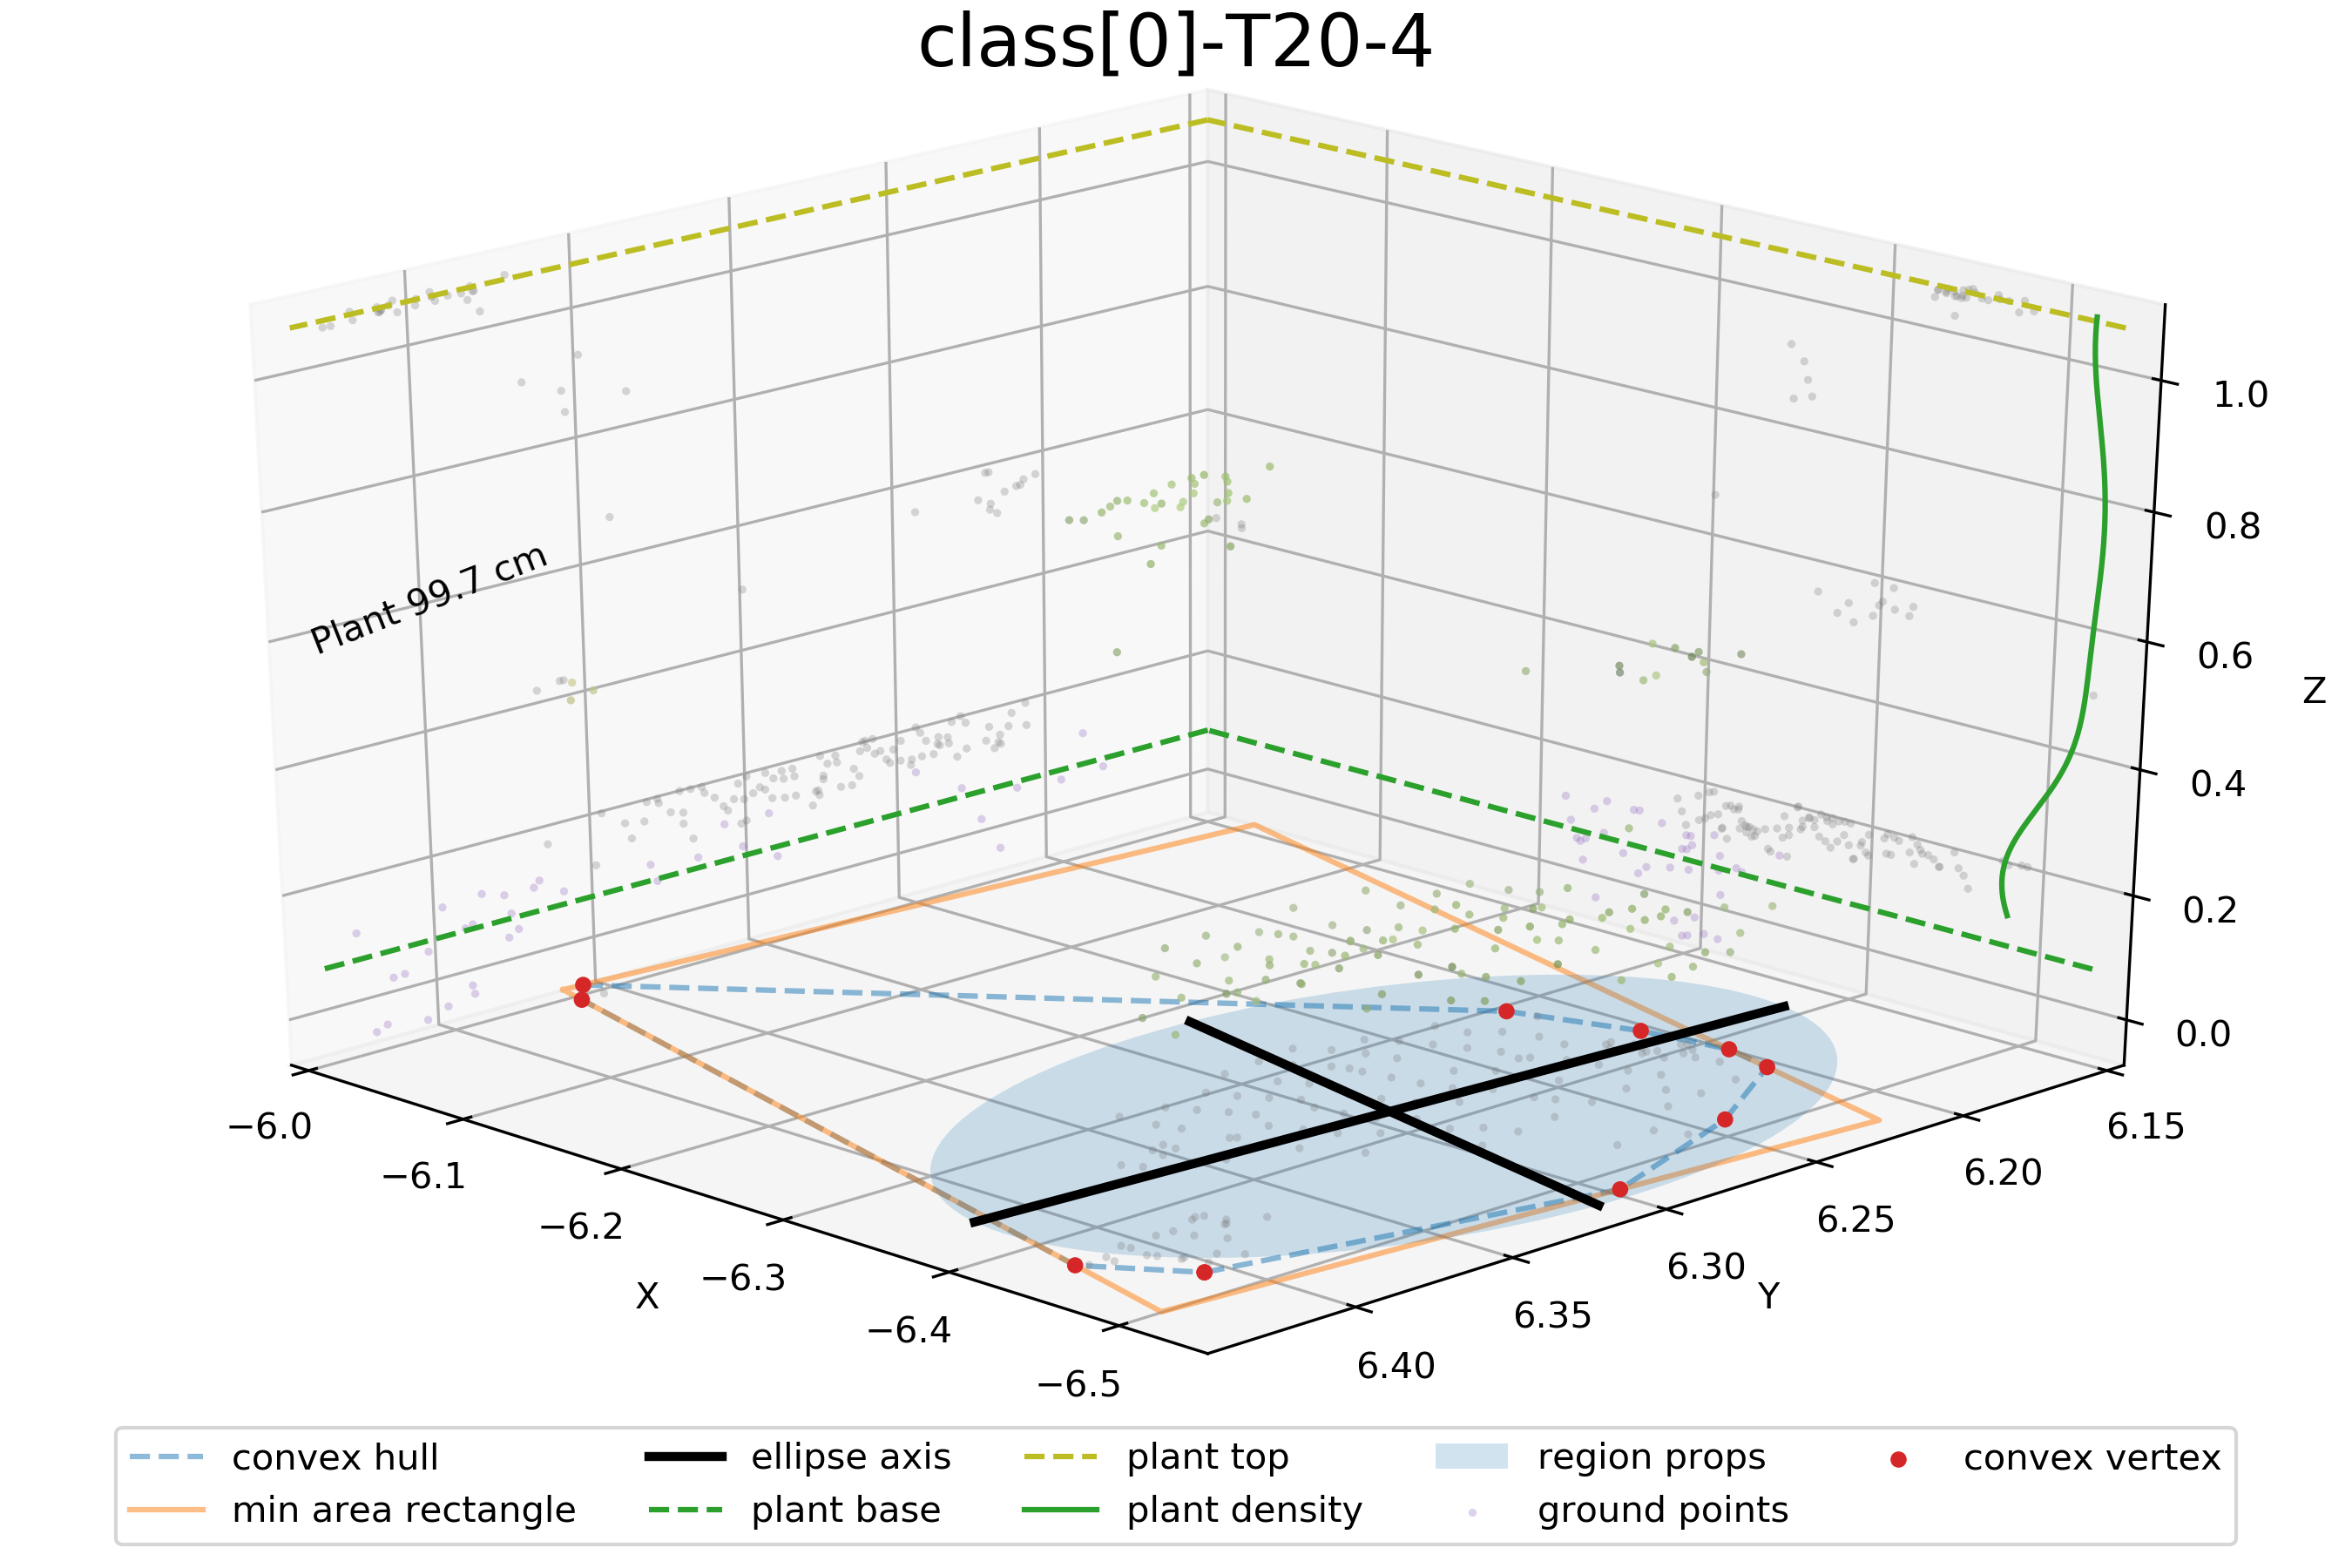 class[0]-T20-4
Plant 99.7 cm
1.0
0.8
0.6
0.4
0.2
0.0
Z
−6.0
−6.1
−6.2
−6.3
−6.4
−6.5
X
6.15
6.20
6.25
6.30
6.35
6.40
Y
convex hull
min area rectangle
ellipse axis
plant base
plant top
plant density
region props
ground points
convex vertex